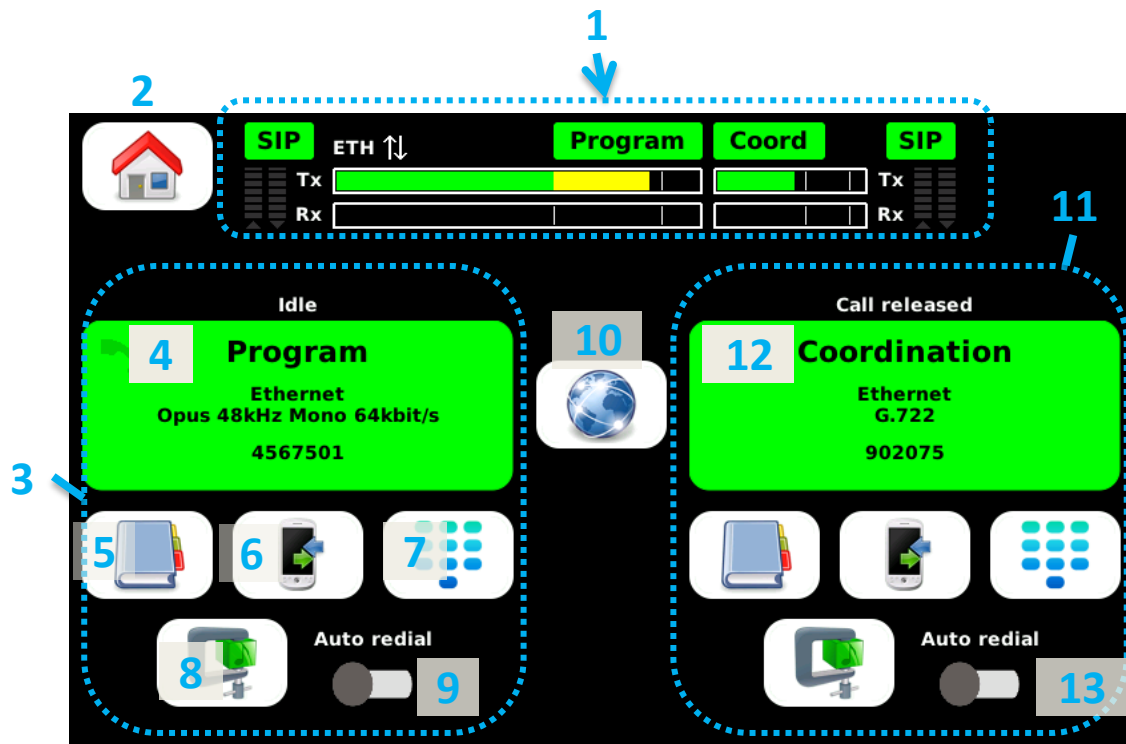 1
2
SIP ETH Program Coord SIP
Tx Tx
Rx Rx
11
Idle Call released
4 Program 10 12 Coordination
Ethernet Ethernet
Opus 48kHz Mono 64kbit/s G.722
4567501 902075
3
5 6 7
Auto redial Auto redial
8 9 13